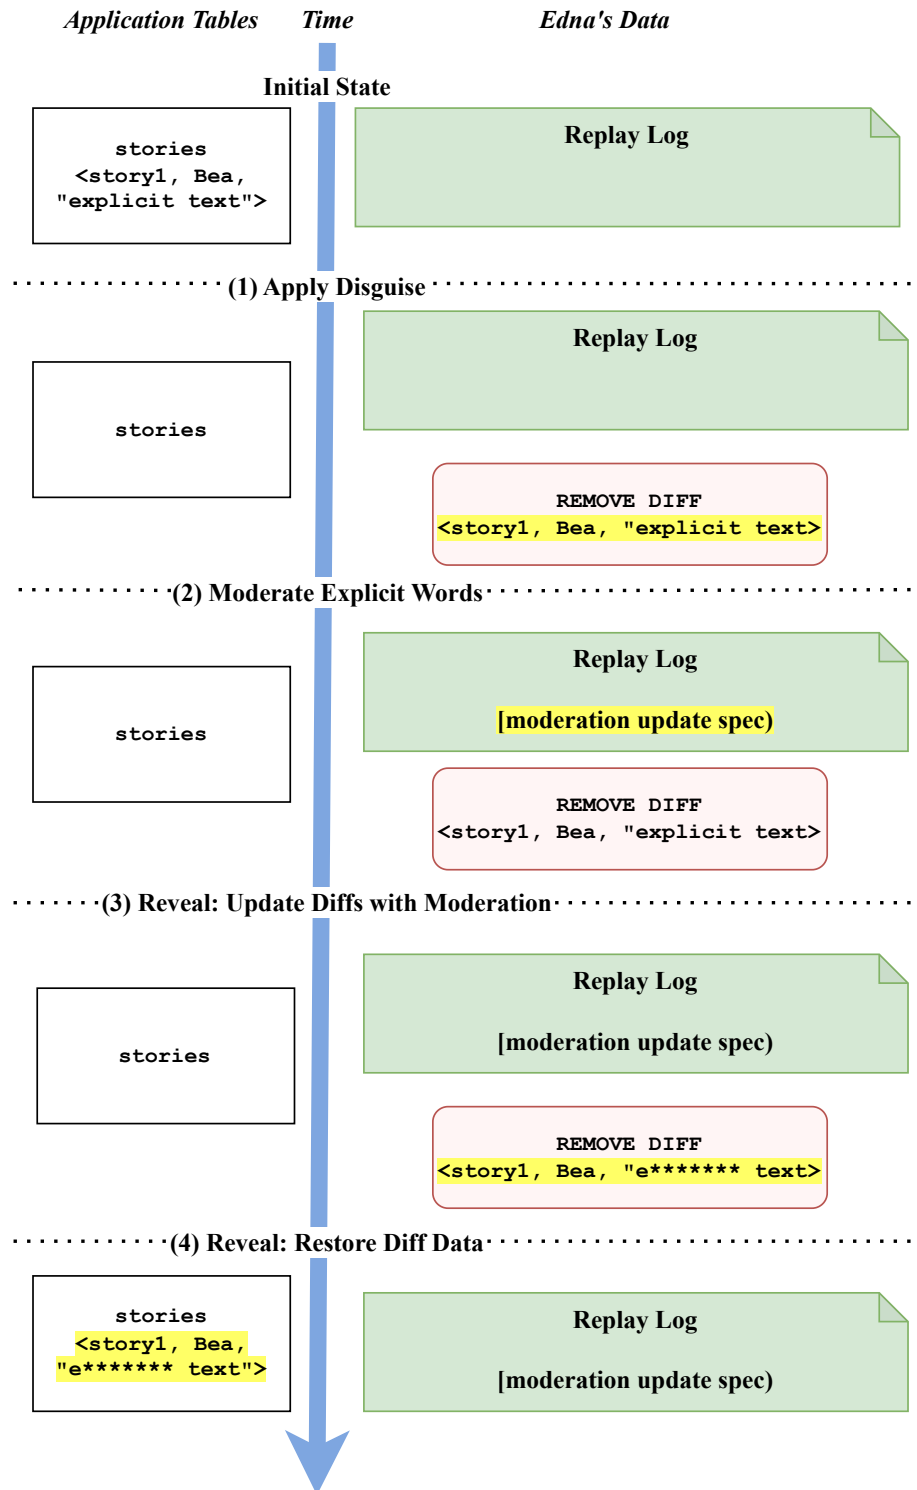 Application Tables Time Edna's Data
Initial State
stories
<story1, Bea,
"explicit text">
Replay Log
(1) Apply Disguise
stories
Replay Log
REMOVE DIFF
<story1, Bea, "explicit text>
(2) Moderate Explicit Words
stories
Replay Log
[moderation update spec)
REMOVE DIFF
<story1, Bea, "explicit text>
(3) Reveal: Update Diffs with Moderation
stories
Replay Log
[moderation update spec)
REMOVE DIFF
<story1, Bea, "e******* text>
(4) Reveal: Restore Diff Data
stories
<story1, Bea,
"e******* text">
Replay Log
[moderation update spec)